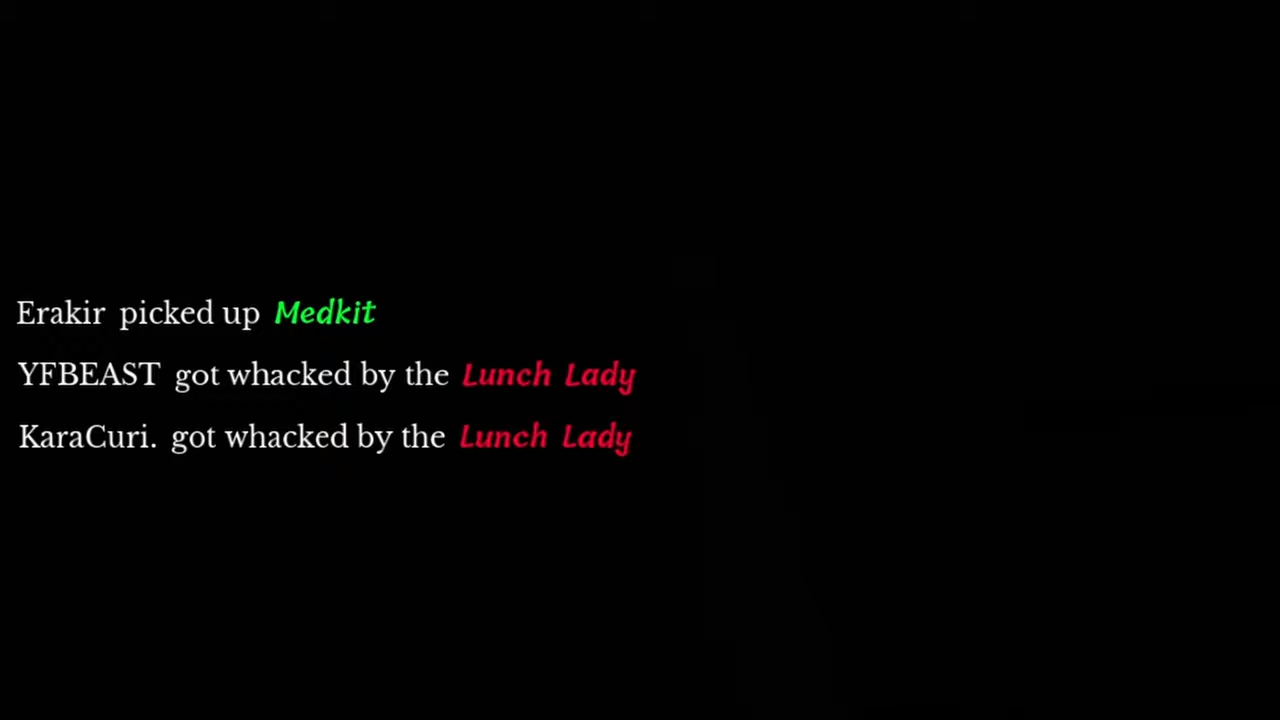 Erakir picked up Medkit
YFBEAST got whacked by the Lunch Lady
KaraCuri. got whacked by the Lunch Lady